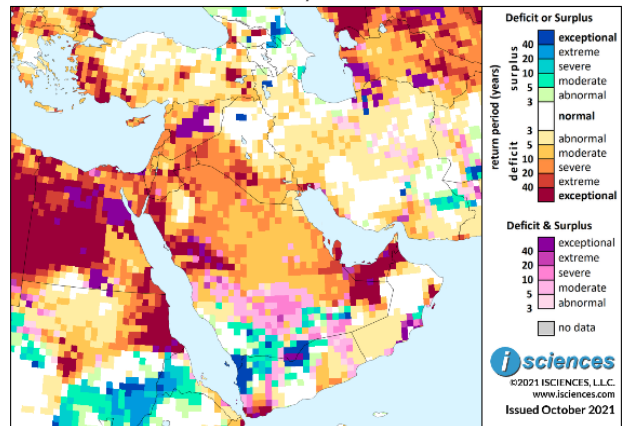 Deficit or Surplus
return period (years)
surplus
40
20
10
5
3
exceptional
extreme
severe
moderate
abnormal
normal
deficit
3
5
10
20
40
abnormal
moderate
severe
extreme
exceptional
Deficit & Surplus
40
20
10
5
3
exceptional
extreme
severe
moderate
abnormal
no data
i sciences
©2021 ISCIENCES, L.L.C.
www.isciences.com
Issued October 2021